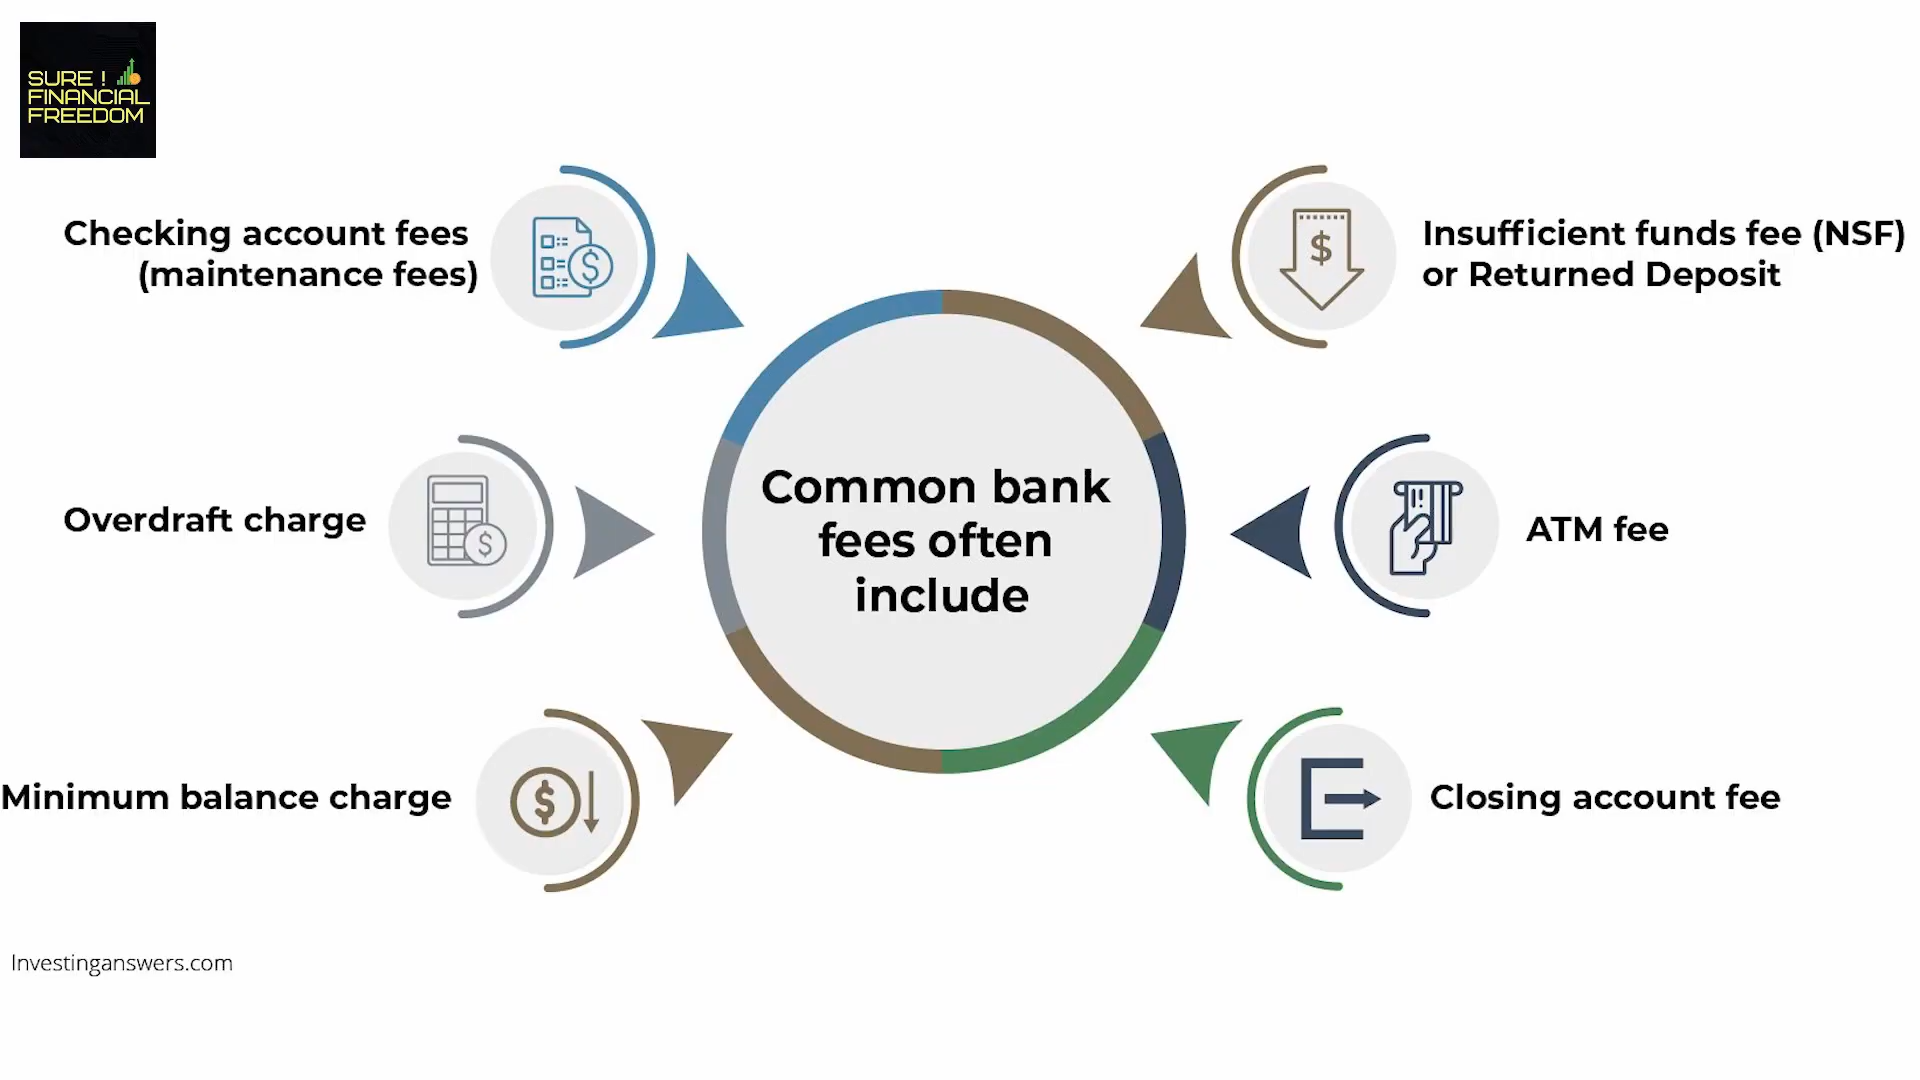 SURE !
FINANCIAL
FREEDOM
Checking account fees
(maintenance fees)
Overdraft charge
Minimum balance charge
Common bank
fees often
include
Insufficient funds fee (NSF)
or Returned Deposit
ATM fee
Closing account fee
Investinganswers.com